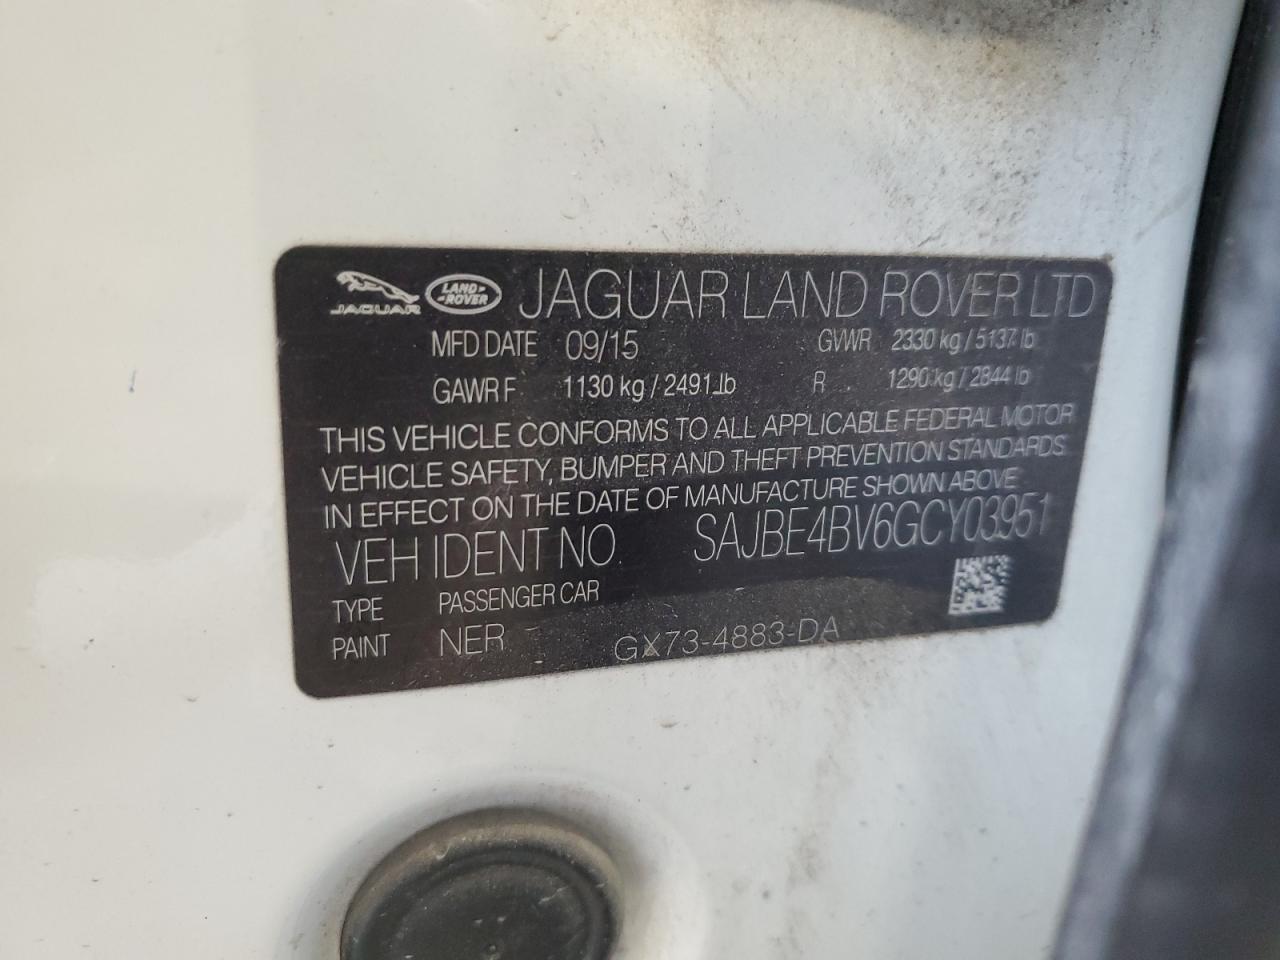 JAGUAR LAND ROVER JAGUAR LAND ROVER LTD
MFD DATE 09/15 GVWR 2330 kg / 5137 lb
GAWR F 1130 kg / 2491 lb R 1290 kg / 2844 lb
THIS VEHICLE CONFORMS TO ALL APPLICABLE FEDERAL MOTOR
VEHICLE SAFETY, BUMPER AND THEFT PREVENTION STANDARDS
IN EFFECT ON THE DATE OF MANUFACTURE SHOWN ABOVE
VEH IDENT NO. SAJBE4BV6GCY03951
TYPE PASSENGER CAR
PAINT NER GX73-4883-DA